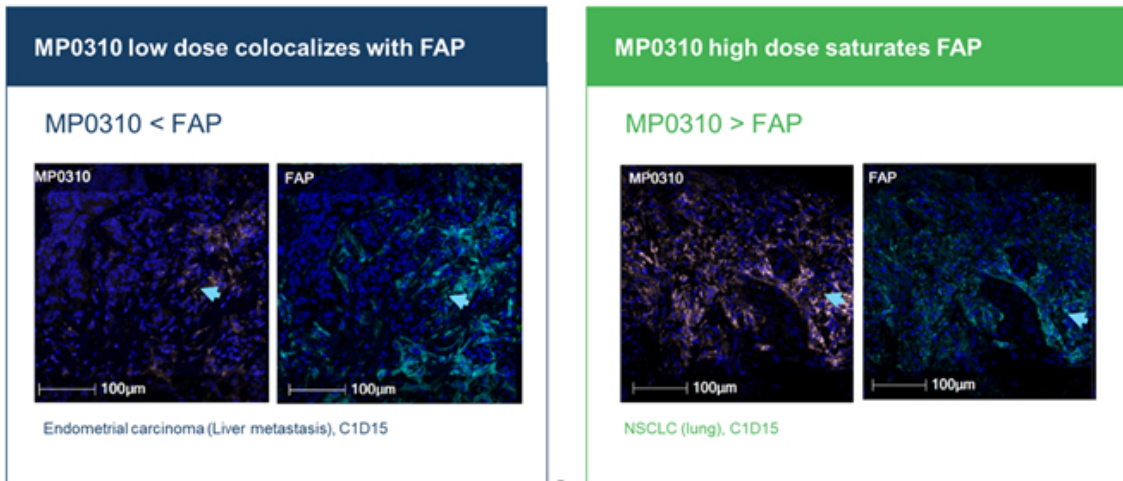 MP0310 low dose colocalizes with FAP
MP0310 < FAP
MP0310
FAP
100µm
100µm
Endometrial carcinoma (Liver metastasis), C1D15
MP0310 high dose saturates FAP
MP0310 > FAP
MP0310
FAP
100µm
100µm
NSCLC (lung), C1D15